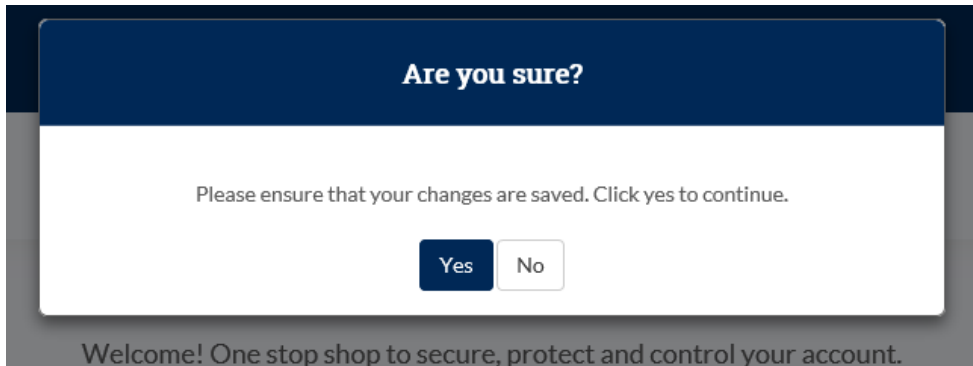 Are you sure?
Please ensure that your changes are saved. Click yes to continue.
Yes No
Welcome! One stop shop to secure, protect and control your account.